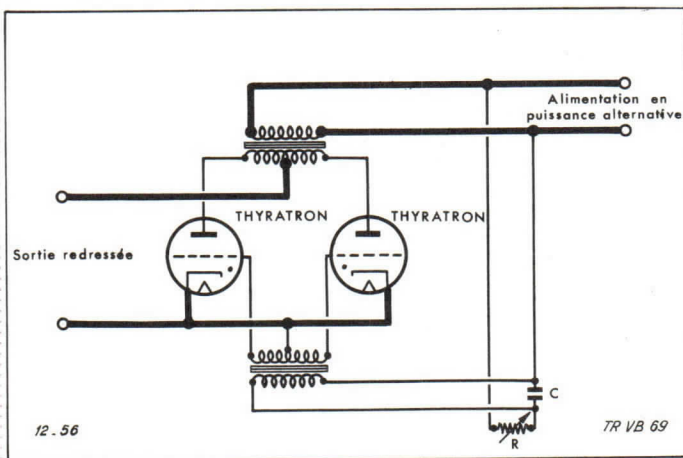 Alimentation en
puissance alternative
THYRATRON THYRATRON
Sortie redressée
C
R
12.56 TR VB 69